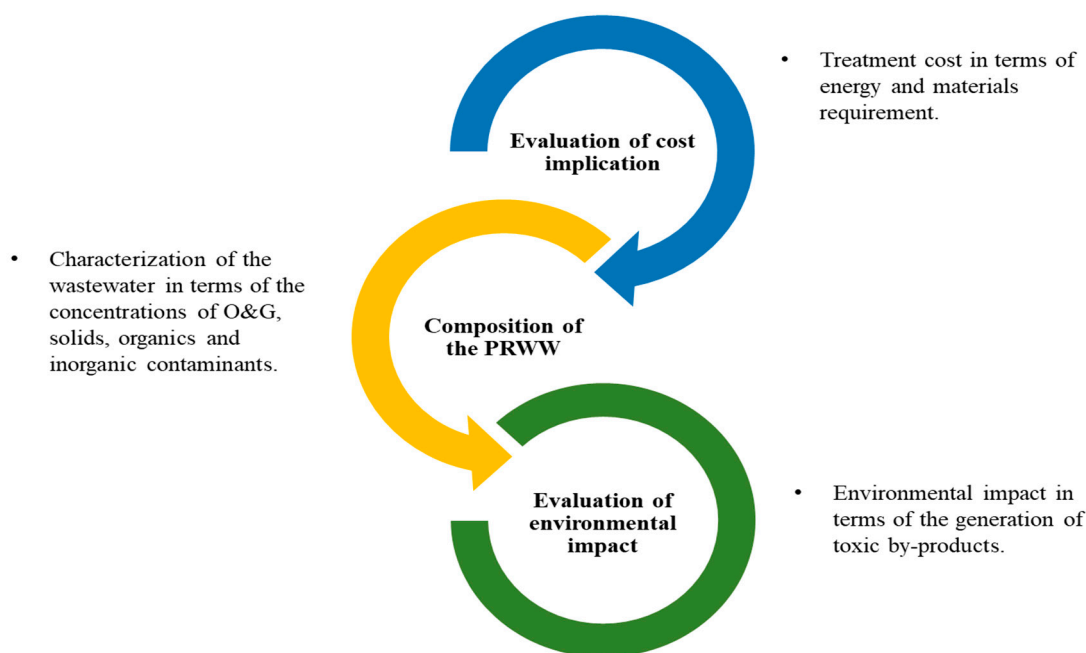 • Treatment cost in terms of
energy and materials
requirement.
Evaluation of cost
implication
• Characterization of the
wastewater in terms of the
concentrations of O&G,
solids, organics and
inorganic contaminants.
Composition of
the PRWW
Evaluation of
environmental
impact
• Environmental impact in
terms of the generation of
toxic by-products.